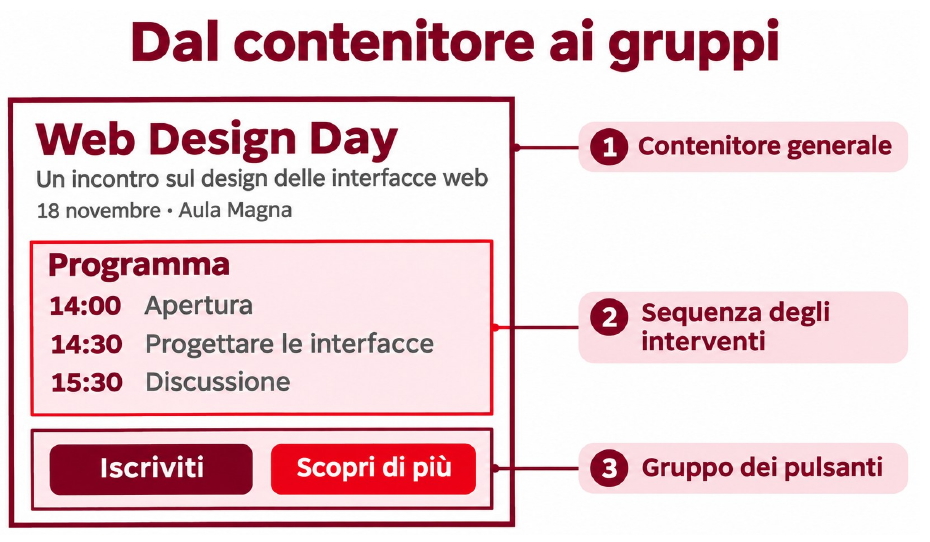 Dal contenitore ai gruppi
Web Design Day
Un incontro sul design delle interfacce web
18 novembre • Aula Magna
Programma
14:00 Apertura
14:30 Progettare le interfacce
15:30 Discussione
Iscriviti
Scopri di più
1 Contenitore generale
2 Sequenza degli
interventi
3 Gruppo dei pulsanti